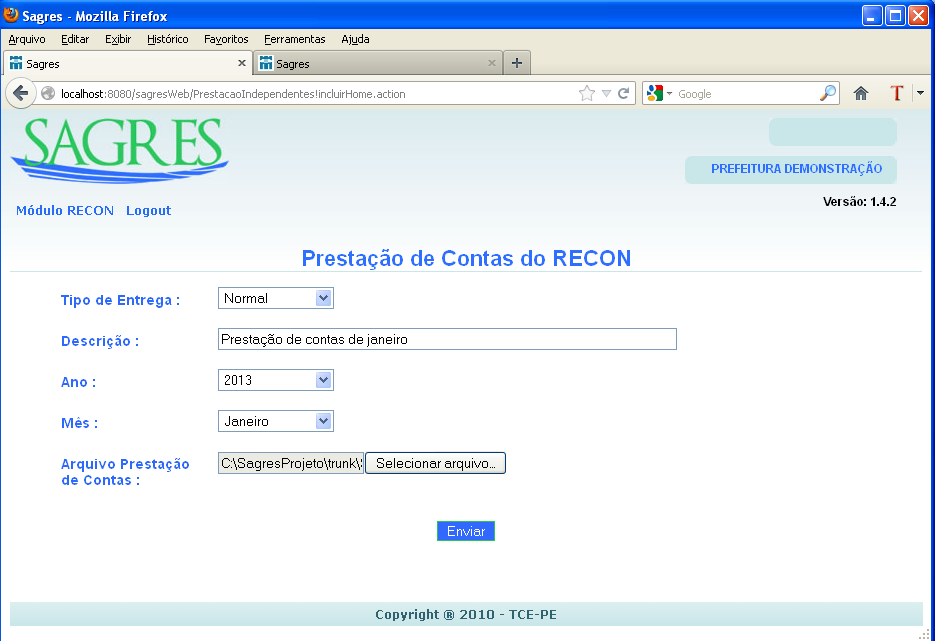 Sagres - Mozilla Firefox
Arquivo Editar Exibir Histórico Favoritos Ferramentas Ajuda
Sagres Sagres
localhost:8080/sagresWeb/PrestacaoIndependentes!incluirHome.action Google
SAGRES
PREFEITURA DEMONSTRAÇÃO
Versão: 1.4.2
Módulo RECON Logout
Prestação de Contas do RECON
Tipo de Entrega : Normal
Descrição : Prestação de contas de janeiro
Ano : 2013
Mês : Janeiro
Arquivo Prestação C:\SagresProjeto\trunk\ Selecionar arquivo...
de Contas :
Enviar
Copyright ® 2010 - TCE-PE